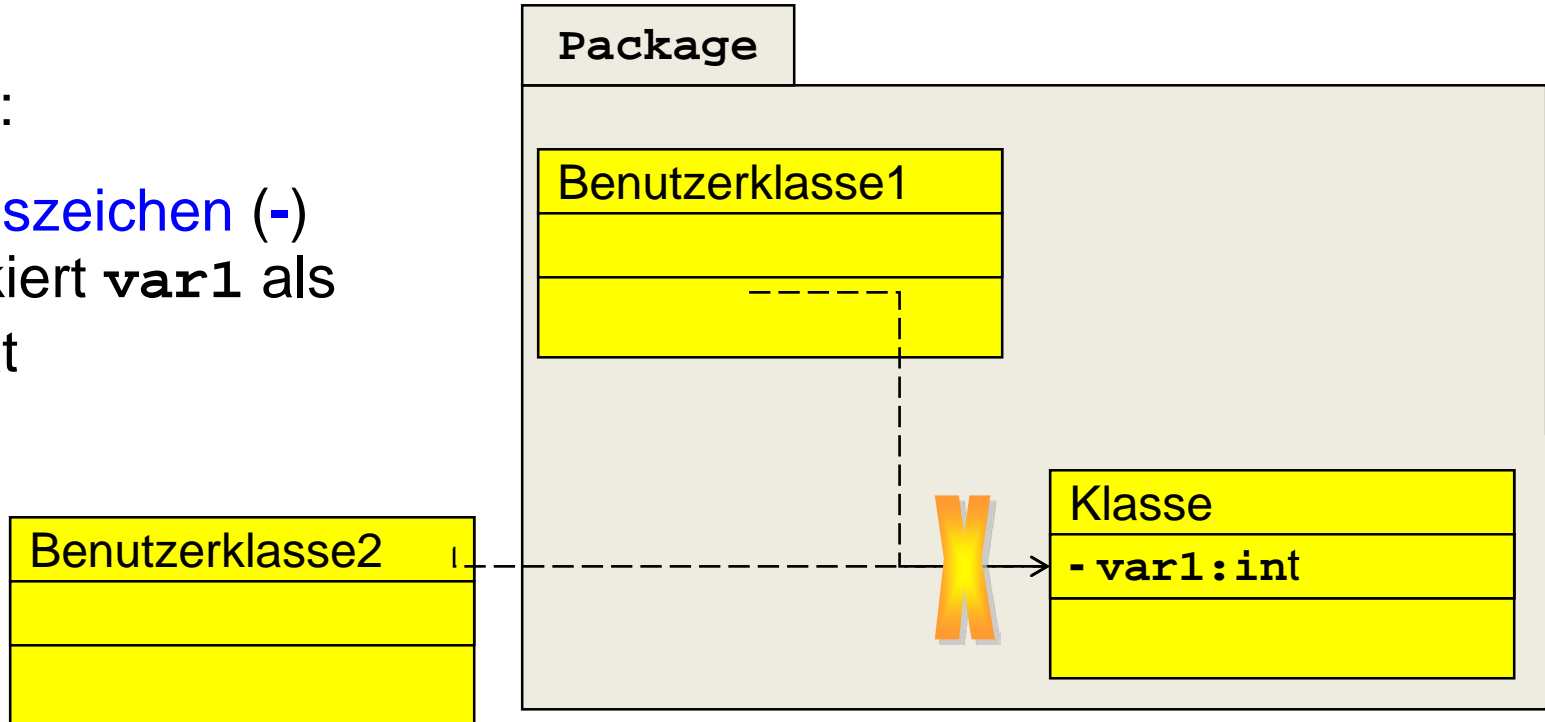 :
szeichen (-)
kiert var1 als
t
Package
Benutzerklasse1
Benutzerklasse2
Klasse
- var1:int